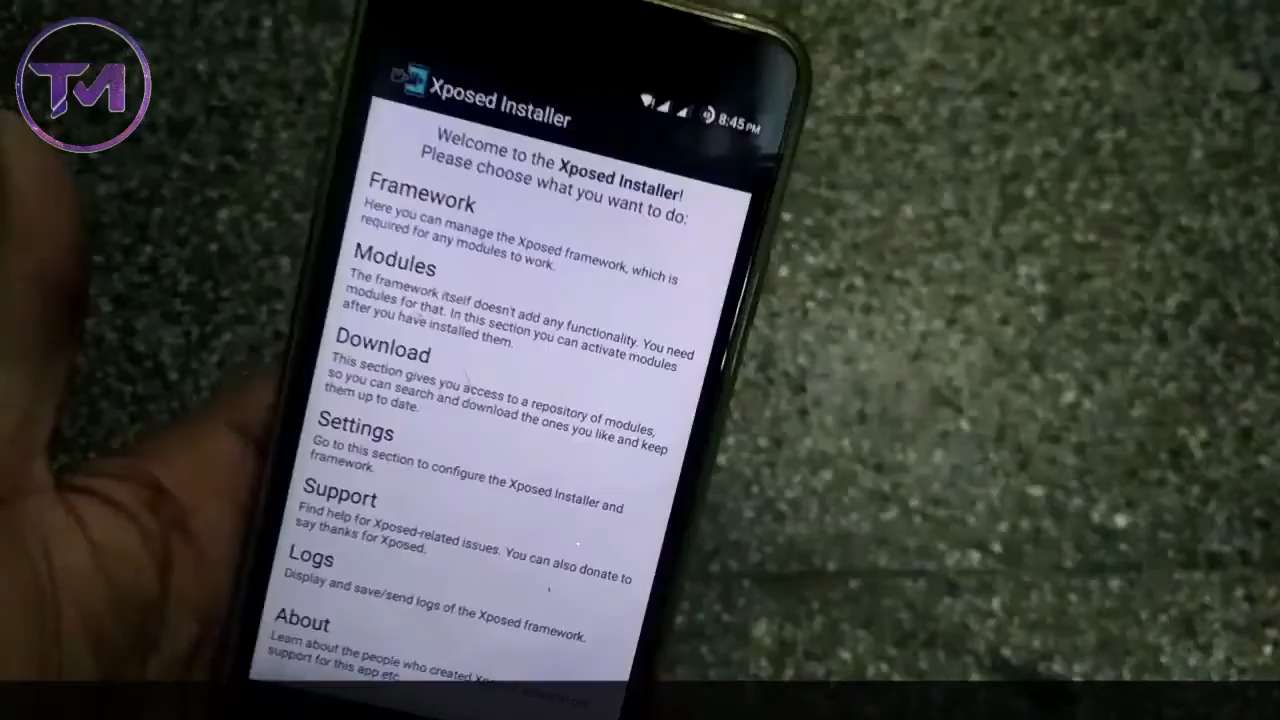 TM
Xposed Installer
8:45 PM
Welcome to the Xposed Installer!
Please choose what you want to do:
Framework
Here you can manage the Xposed framework, which is
required for any modules to work.
Modules
The framework itself doesn't add any functionality. You need
modules for that. In this section you can activate modules
after you have installed them.
Download
This section gives you access to a repository of modules,
so you can search and download the ones you like and keep
them up to date.
Settings
Go to this section to configure the Xposed Installer and
framework.
Support
Find help for Xposed-related issues. You can also donate to
say thanks for Xposed.
Logs
Display and save/send logs of the Xposed framework.
About
Learn about the people who created
support for this app etc.